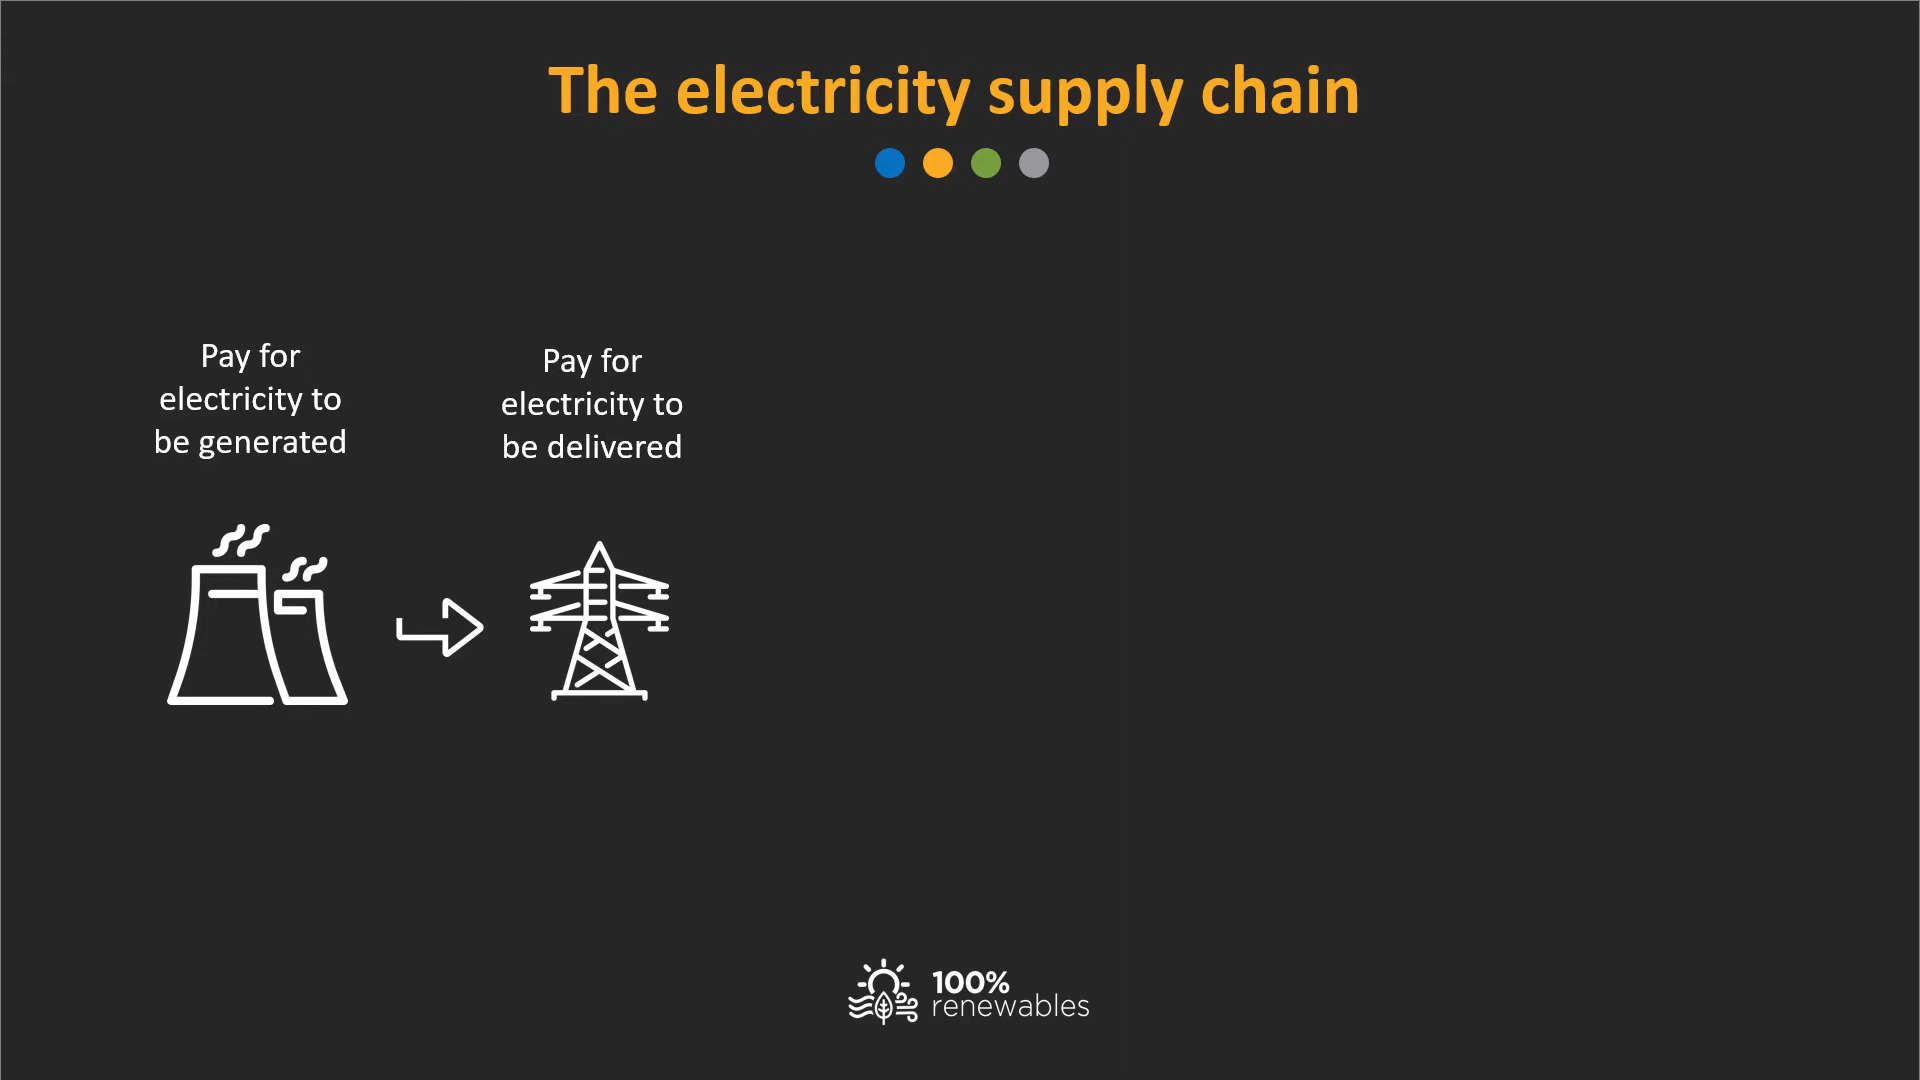 The electricity supply chain
Pay for
electricity to
be generated
Pay for
electricity to
be delivered
100%
renewables